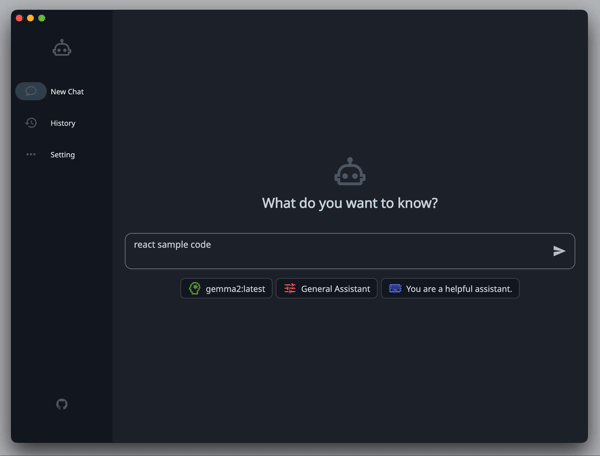 New Chat
History
Setting
What do you want to know?
react sample code
gemma2:latest
General Assistant
You are a helpful assistant.